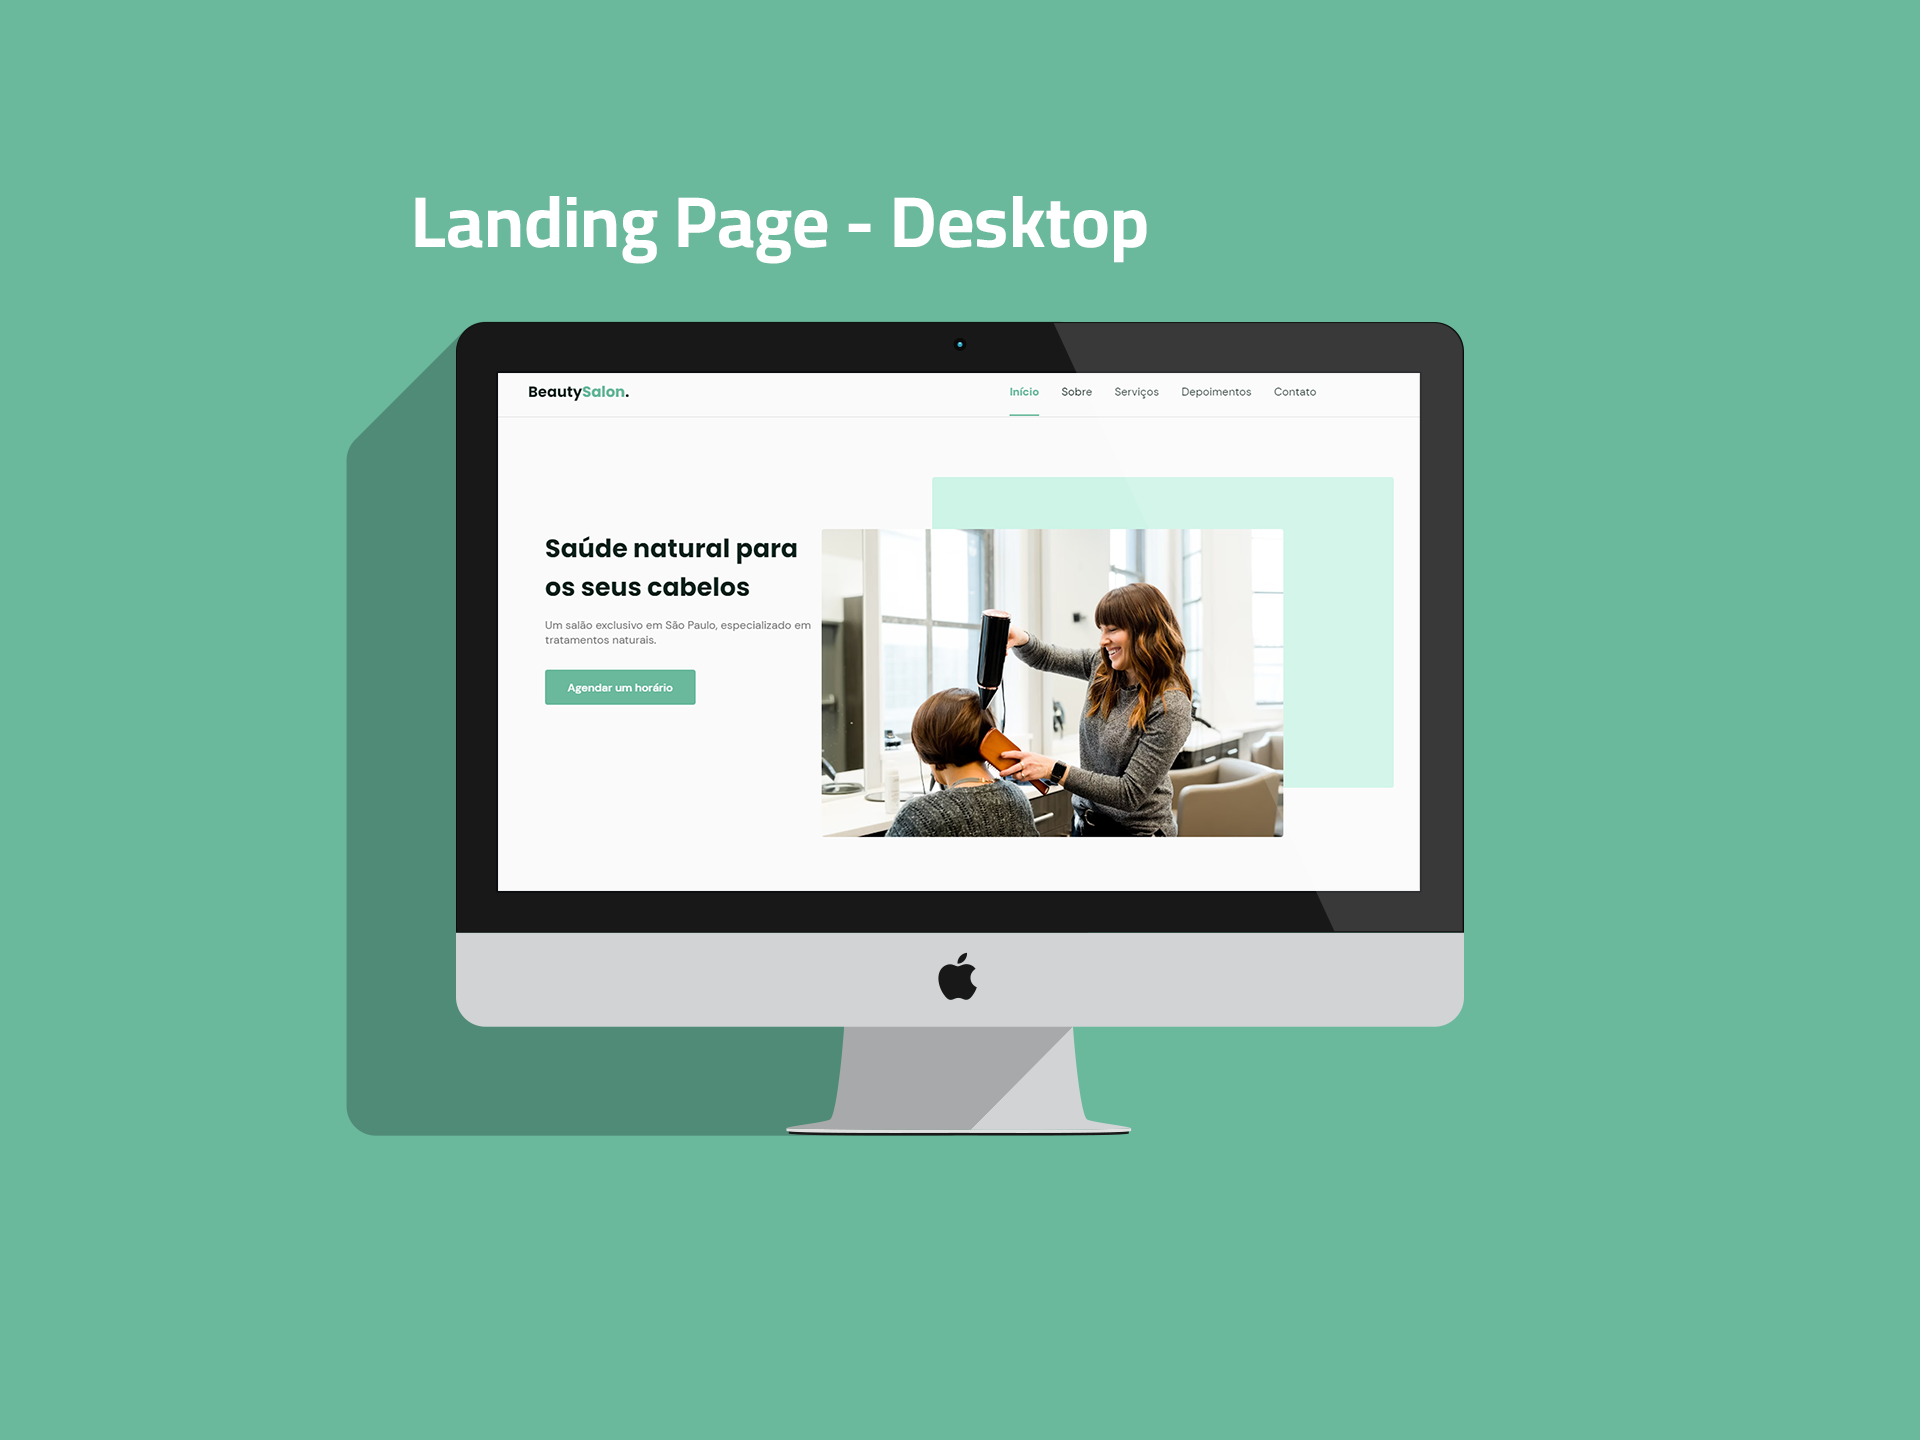 Landing Page - Desktop
BeautySalon.
Início Sobre Serviços Depoimentos Contato
Saúde natural para
os seus cabelos
Um salão exclusivo em São Paulo, especializado em
tratamentos naturais.
Agendar um horário